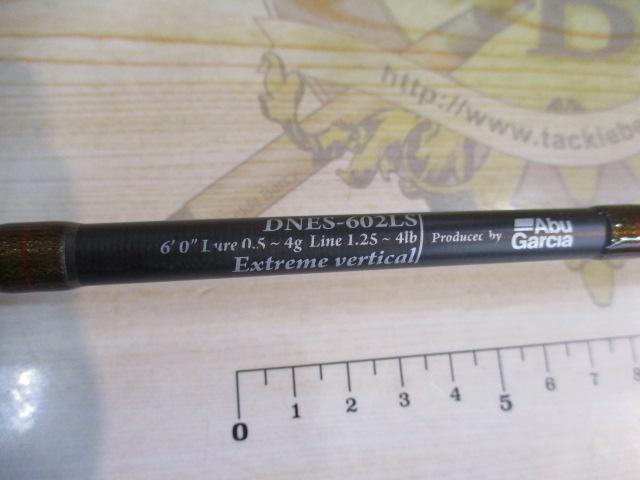 http://www.tackleb
DNES-602LS
6' 0" Lure 0.5 ~ 4g Line 1.25 ~ 4lb
Extreme vertical
Produced by
Abu
Garcia
0 1 2 3 4 5 6 7 8